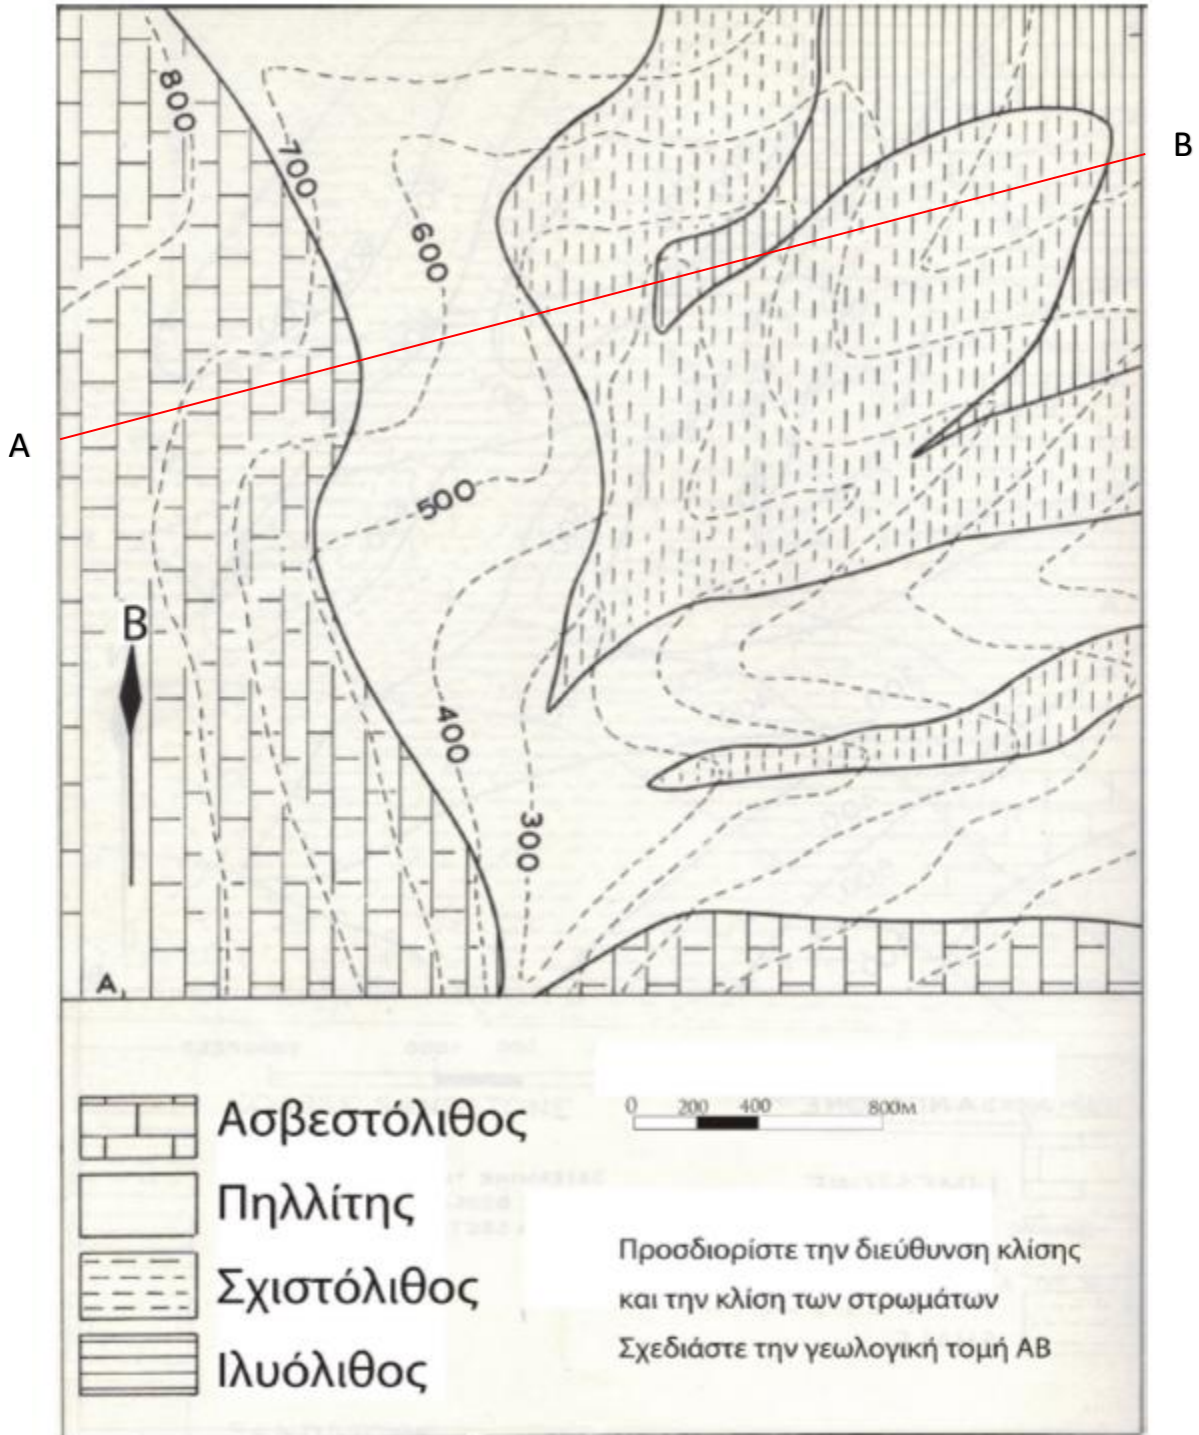 800
700
B
600
A
500
B
400
300
A
0 200 400 800м
Ασβεστόλιθος
Πηλλίτης
Σχιστόλιθος
Ιλυόλιθος
Προσδιορίστε την διεύθυνση κλίσης
και την κλίση των στρωμάτων
Σχεδιάστε την γεωλογική τομή ΑΒ